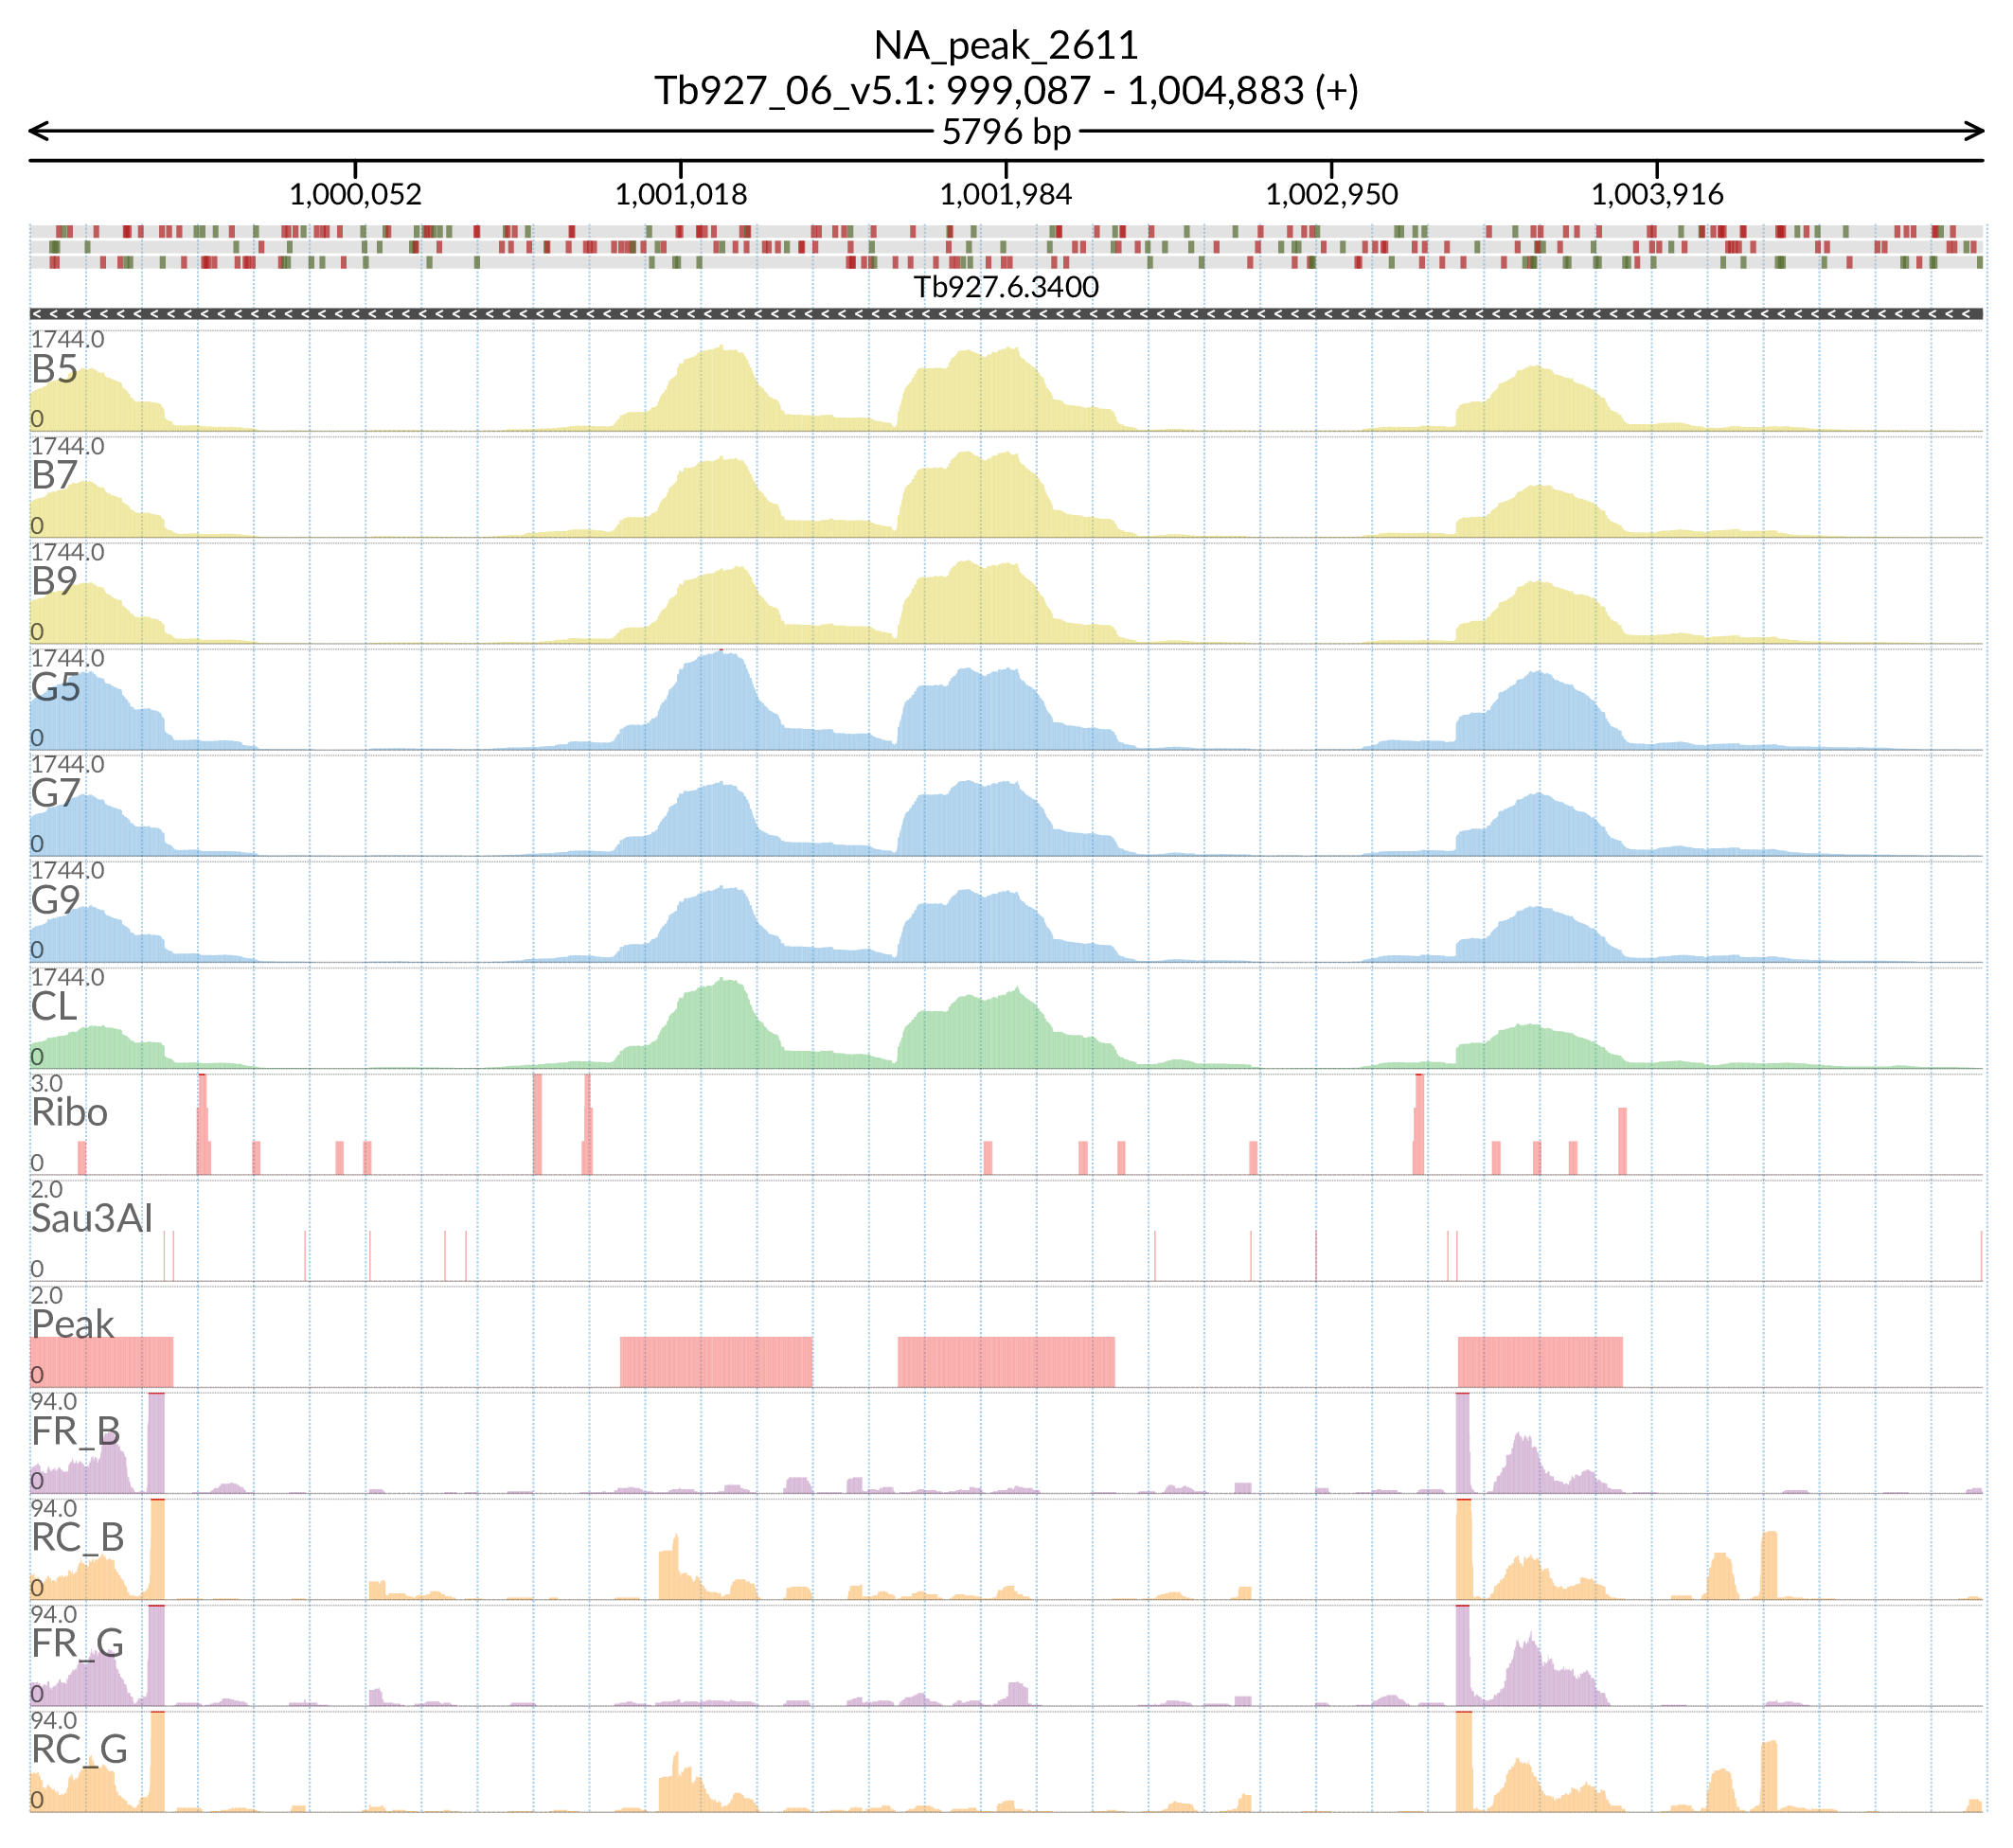 NA_peak_2611
Tb927_06_v5.1: 999,087 - 1,004,883 (+)
5796 bp
1,000,052 1,001,018 1,001,984 1,002,950 1,003,916
Tb927.6.3400
1744.0
B5
0
1744.0
B7
0
1744.0
B9
0
1744.0
G5
0
1744.0
G7
0
1744.0
G9
0
1744.0
CL
0
3.0
Ribo
0
2.0
Sau3AI
0
2.0
Peak
0
94.0
FR_B
0
94.0
RC_B
0
94.0
FR_G
0
94.0
RC_G
0